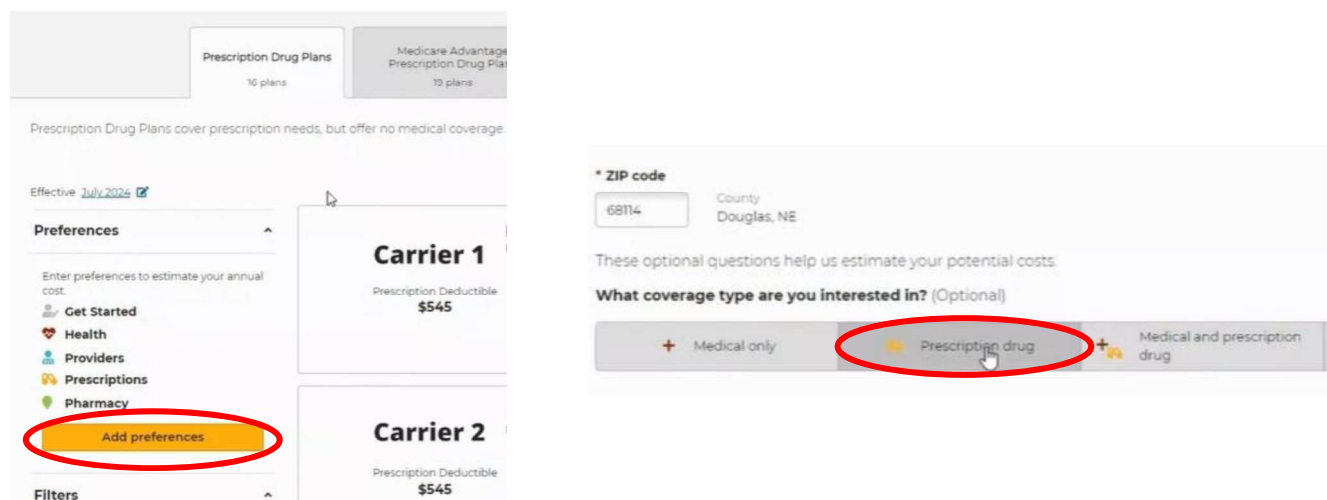 Prescription Drug Plans
16 plans
Medicare Advantage
Prescription Drug Pla
19 plans
Prescription Drug Plans cover prescription needs, but offer no medical coverage.
Effective July 2024
Preferences
Enter preferences to estimate your annual
cost.
Get Started
Health
Providers
Prescriptions
Pharmacy
Add preferences
Filters
Carrier 1
Prescription Deductible
$545
Carrier 2
Prescription Deductible
$545
* ZIP code
68114
County
Douglas, NE
These optional questions help us estimate your potential costs.
What coverage type are you interested in? (Optional)
Medical only
Prescription drug
Medical and prescription
drug